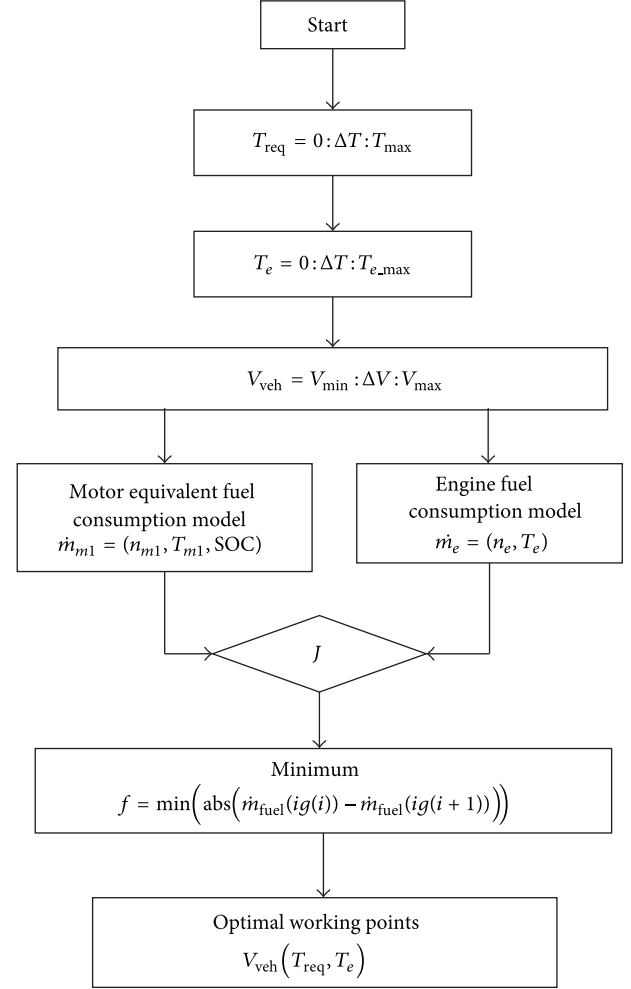 Start
T_req = 0 : ΔT : T_max
T_e = 0 : ΔT : T_e_max
V_veh = V_min : ΔV : V_max
Motor equivalent fuel
consumption model
ṁ_m1 = (n_m1, T_m1, SOC)
Engine fuel
consumption model
ṁ_e = (n_e, T_e)
J
Minimum
f = min(abs(ṁ_fuel(ig(i)) − ṁ_fuel(ig(i + 1))))
Optimal working points
V_veh(T_req, T_e)